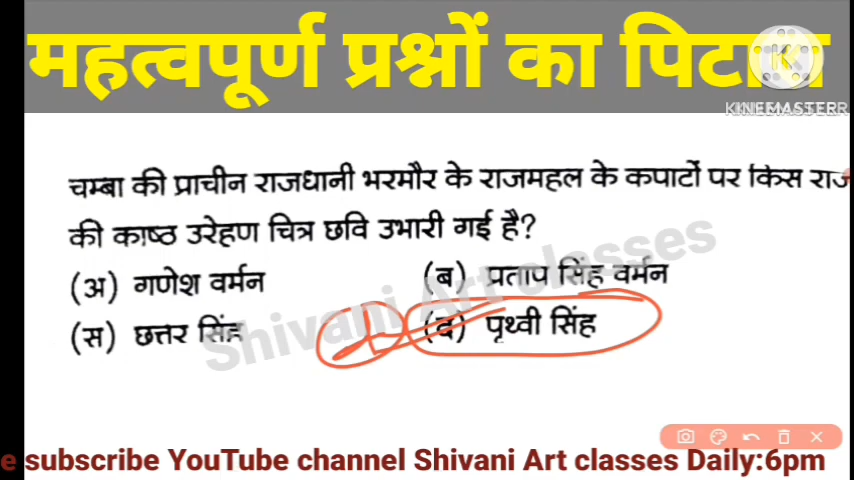 महत्वपूर्ण प्रश्नों का
KINEMASTER
चम्बा की प्राचीन राजधानी भरमौर के राजमहल के कपाटों पर किस
की काष्ठ उरेहण चित्र छवि उभारी गई है?
(अ) गणेश वर्मन
(ब) प्रताप सिंह वर्मन
(स) छत्तर सिंह
(द) पृथ्वी सिंह
Shivani Art classes
subscribe YouTube channel Shivani Art classes Daily:6pm